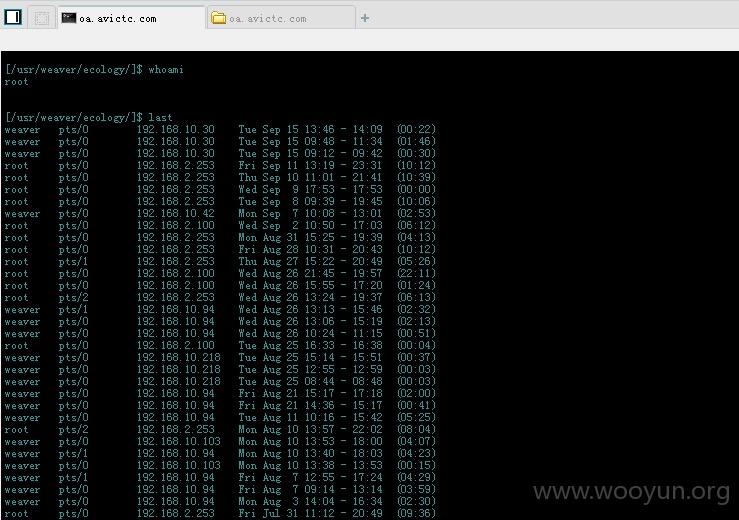 oa.avictc.com oa.avictc.com +
[/usr/weaver/ecology/]$ whoami
root
[/usr/weaver/ecology/]$ last
weaver pts/0 192.168.10.30 Tue Sep 15 13:46 - 14:09 (00:22)
weaver pts/0 192.168.10.30 Tue Sep 15 09:48 - 11:34 (01:46)
weaver pts/0 192.168.10.30 Tue Sep 15 09:12 - 09:42 (00:30)
root pts/0 192.168.2.253 Fri Sep 11 13:19 - 23:31 (10:12)
root pts/0 192.168.2.253 Thu Sep 10 11:01 - 21:41 (10:39)
root pts/0 192.168.2.253 Wed Sep 9 17:53 - 17:53 (00:00)
root pts/0 192.168.2.253 Tue Sep 8 09:39 - 19:45 (10:06)
weaver pts/0 192.168.10.42 Mon Sep 7 10:08 - 13:01 (02:53)
root pts/0 192.168.2.100 Wed Sep 2 10:50 - 17:03 (06:12)
root pts/0 192.168.2.253 Mon Aug 31 15:25 - 19:39 (04:13)
root pts/0 192.168.2.253 Fri Aug 28 10:31 - 20:43 (10:12)
root pts/1 192.168.2.253 Thu Aug 27 15:22 - 20:49 (05:26)
root pts/0 192.168.2.100 Wed Aug 26 21:45 - 19:57 (22:11)
root pts/0 192.168.2.100 Wed Aug 26 15:55 - 17:20 (01:24)
root pts/2 192.168.2.253 Wed Aug 26 13:24 - 19:37 (06:13)
weaver pts/1 192.168.10.94 Wed Aug 26 13:13 - 15:46 (02:32)
weaver pts/0 192.168.10.94 Wed Aug 26 13:06 - 15:19 (02:13)
weaver pts/0 192.168.10.94 Wed Aug 26 10:24 - 11:15 (00:51)
root pts/0 192.168.2.100 Tue Aug 25 16:33 - 16:38 (00:04)
weaver pts/0 192.168.10.218 Tue Aug 25 15:14 - 15:51 (00:37)
weaver pts/0 192.168.10.218 Tue Aug 25 12:55 - 12:59 (00:03)
weaver pts/0 192.168.10.218 Tue Aug 25 08:44 - 08:48 (00:03)
weaver pts/0 192.168.10.94 Fri Aug 21 15:17 - 17:18 (02:00)
weaver pts/0 192.168.10.94 Fri Aug 21 14:36 - 15:17 (00:41)
weaver pts/0 192.168.10.94 Tue Aug 11 10:16 - 15:42 (05:25)
root pts/2 192.168.2.253 Mon Aug 10 13:57 - 22:02 (08:04)
weaver pts/0 192.168.10.103 Mon Aug 10 13:53 - 18:00 (04:07)
weaver pts/1 192.168.10.94 Mon Aug 10 13:40 - 18:03 (04:23)
weaver pts/0 192.168.10.103 Mon Aug 10 13:38 - 13:53 (00:15)
weaver pts/1 192.168.10.94 Fri Aug 7 12:55 - 17:24 (04:29)
weaver pts/0 192.168.10.94 Fri Aug 7 09:14 - 13:14 (03:59)
weaver pts/0 192.168.10.94 Mon Aug 3 14:04 - 16:34 (02:30)
root pts/0 192.168.2.253 Fri Jul 31 11:12 - 20:49 (09:36)
www.wooyun.org